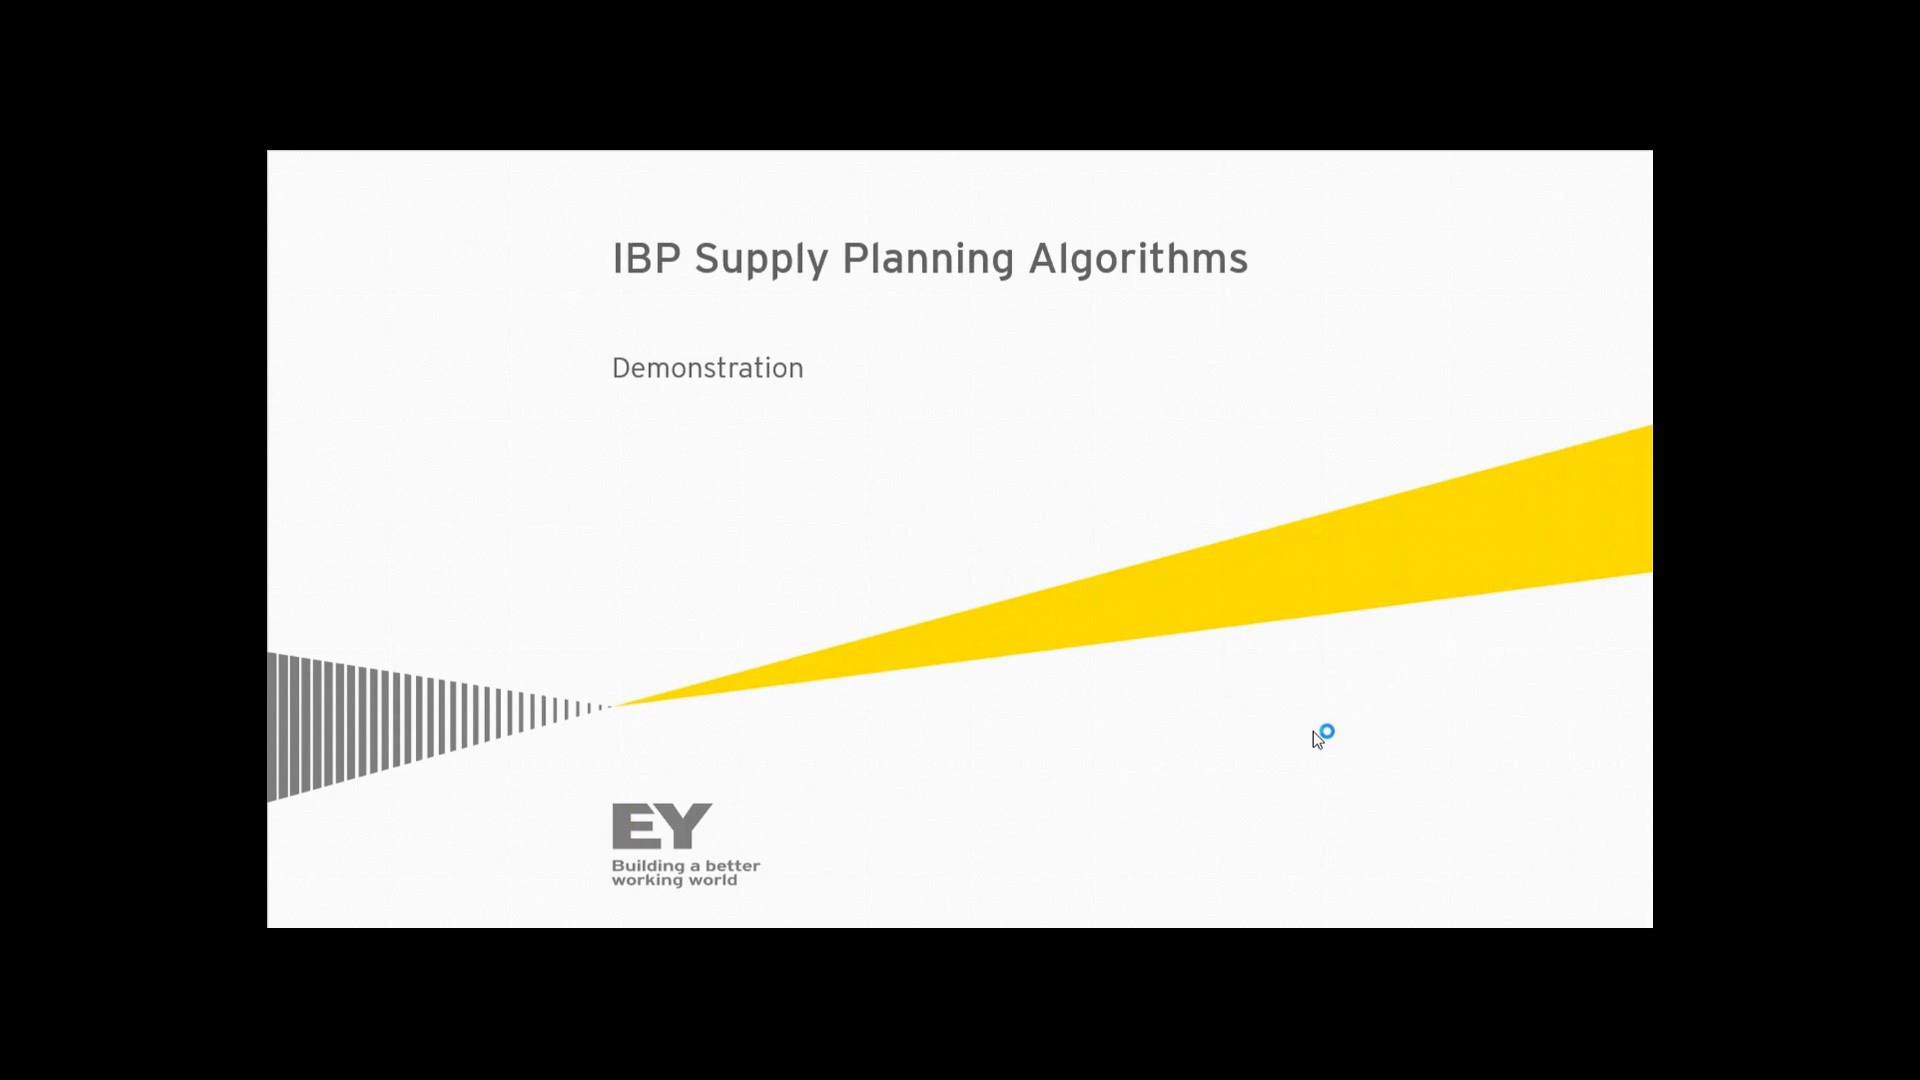 IBP Supply Planning Algorithms
Demonstration
EY
Building a better
working world